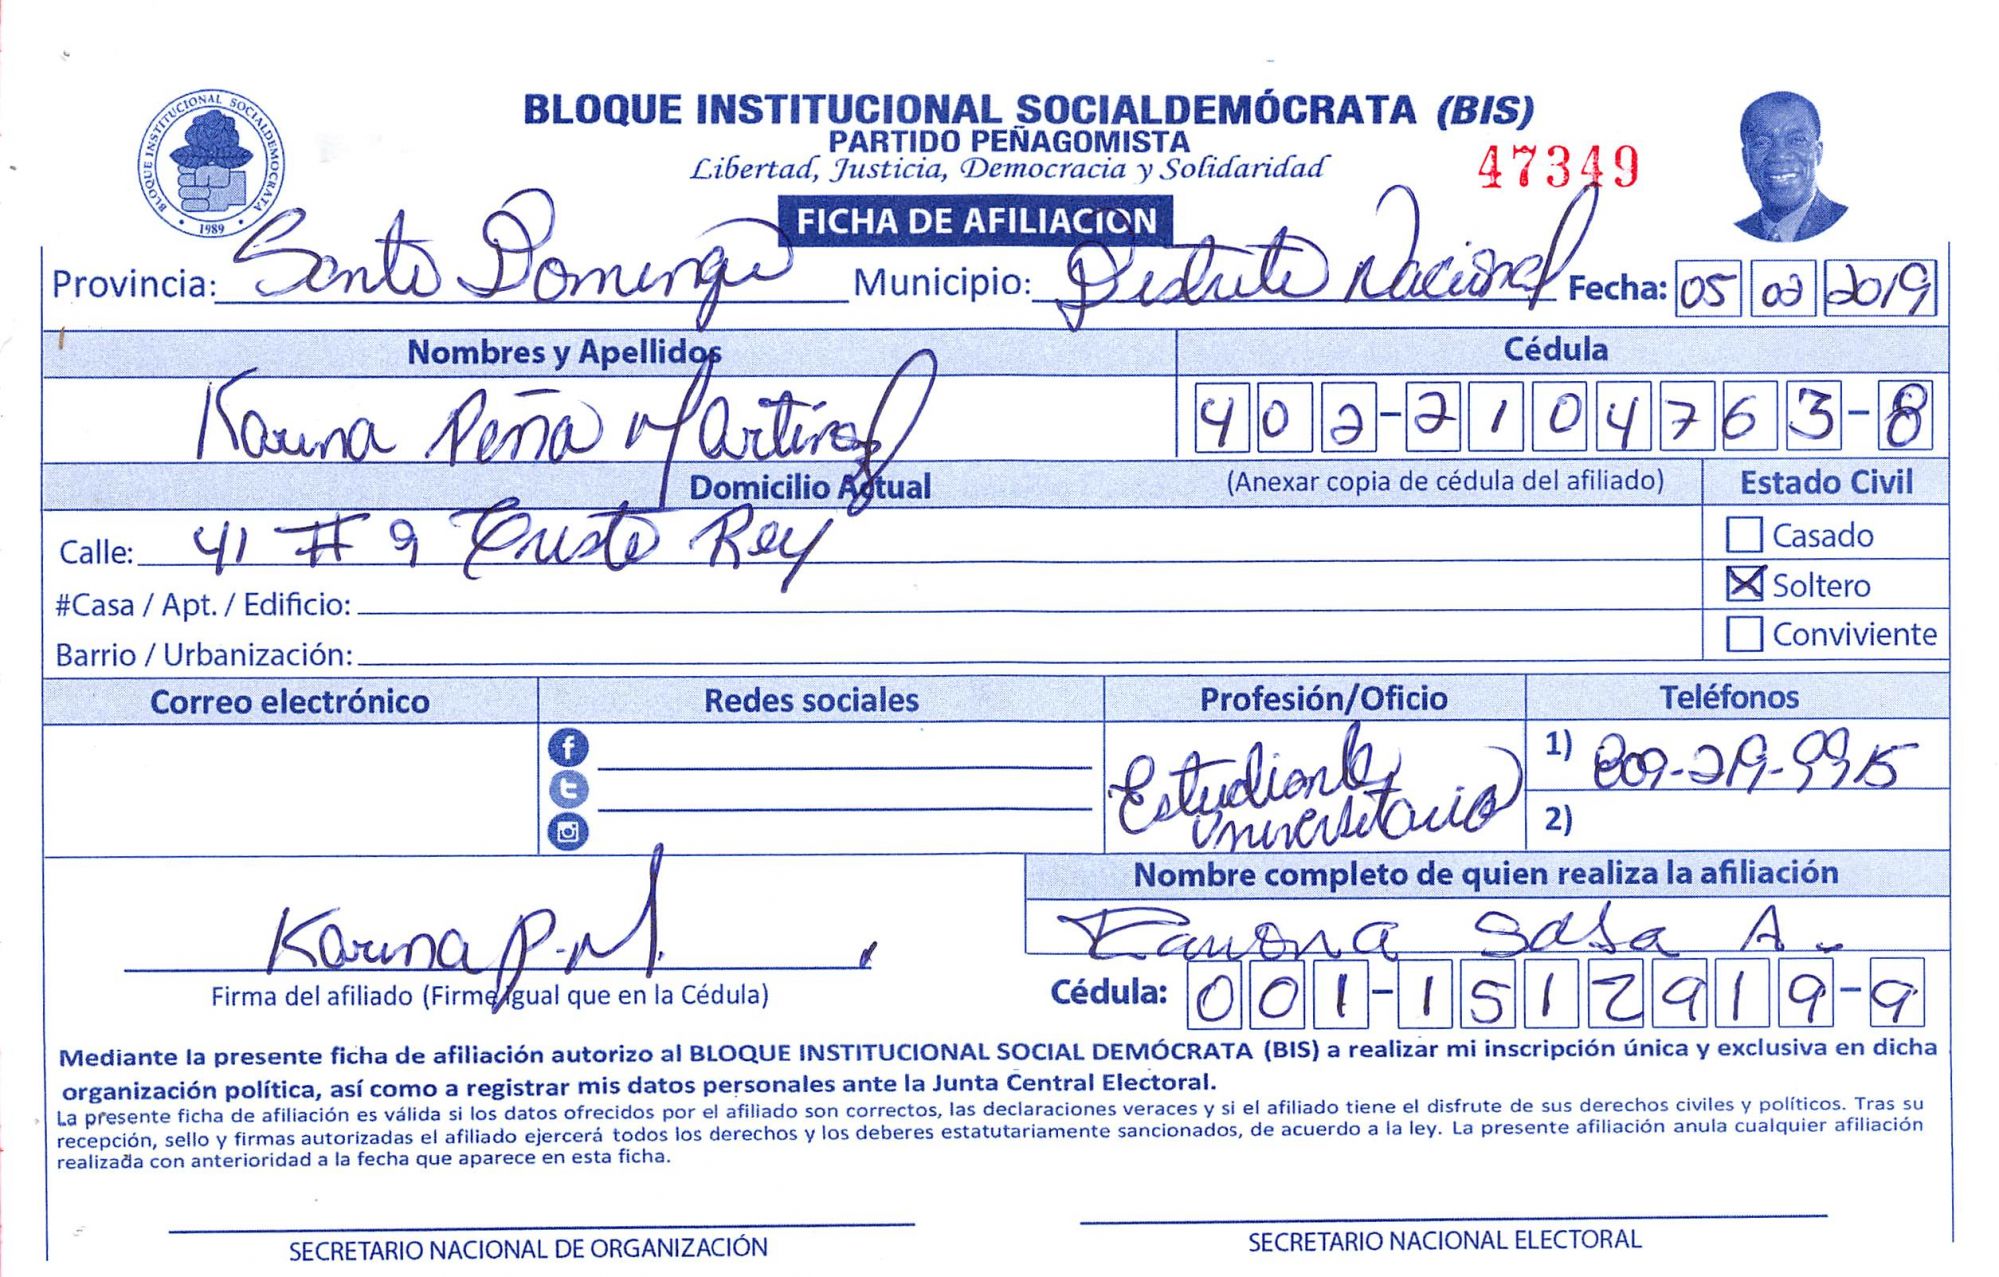 BLOQUE INSTITUCIONAL SOCIALDEMOCRATA
1989
BLOQUE INSTITUCIONAL SOCIALDEMÓCRATA (BIS)
PARTIDO PEÑAGOMISTA
Libertad, Justicia, Democracia y Solidaridad
47349
FICHA DE AFILIACION
Provincia: Santo Domingo Municipio: Distrito Nacional Fecha: 05 02 2019
Nombres y Apellidos Cédula
Karina Peña Martinez 402-2104763-8
Domicilio Actual (Anexar copia de cédula del afiliado) Estado Civil
Calle: 41 # 9 Cristo Rey Casado
#Casa / Apt. / Edificio: Soltero
Barrio / Urbanización: Conviviente
Correo electrónico Redes sociales Profesión/Oficio Teléfonos
Estudiante Universitario 1) 809-219-9915
2)
Nombre completo de quien realiza la afiliación
Karina P.M. Sosa A.
Firma del afiliado (Firme igual que en la Cédula) Cédula: 001-1512919-9
Mediante la presente ficha de afiliación autorizo al BLOQUE INSTITUCIONAL SOCIAL DEMÓCRATA (BIS) a realizar mi inscripción única y exclusiva en dicha
organización política, así como a registrar mis datos personales ante la Junta Central Electoral.
La presente ficha de afiliación es válida si los datos ofrecidos por el afiliado son correctos, las declaraciones veraces y si el afiliado tiene el disfrute de sus derechos civiles y políticos. Tras su
recepción, sello y firmas autorizadas el afiliado ejercerá todos los derechos y los deberes estatutariamente sancionados, de acuerdo a la ley. La presente afiliación anula cualquier afiliación
realizada con anterioridad a la fecha que aparece en esta ficha.
SECRETARIO NACIONAL DE ORGANIZACIÓN SECRETARIO NACIONAL ELECTORAL